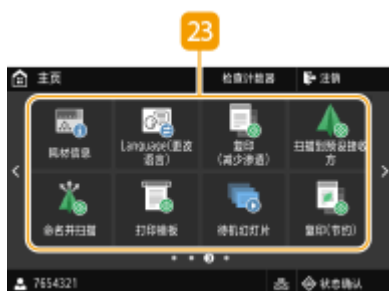 23
主页
检查计数器
注销
耗材信息
Language(更改
语言)
复印
(减少渗透)
扫描到预设接收
方
命名并扫描
打印模板
待机幻灯片
复印(节约)
7654321
状态确认